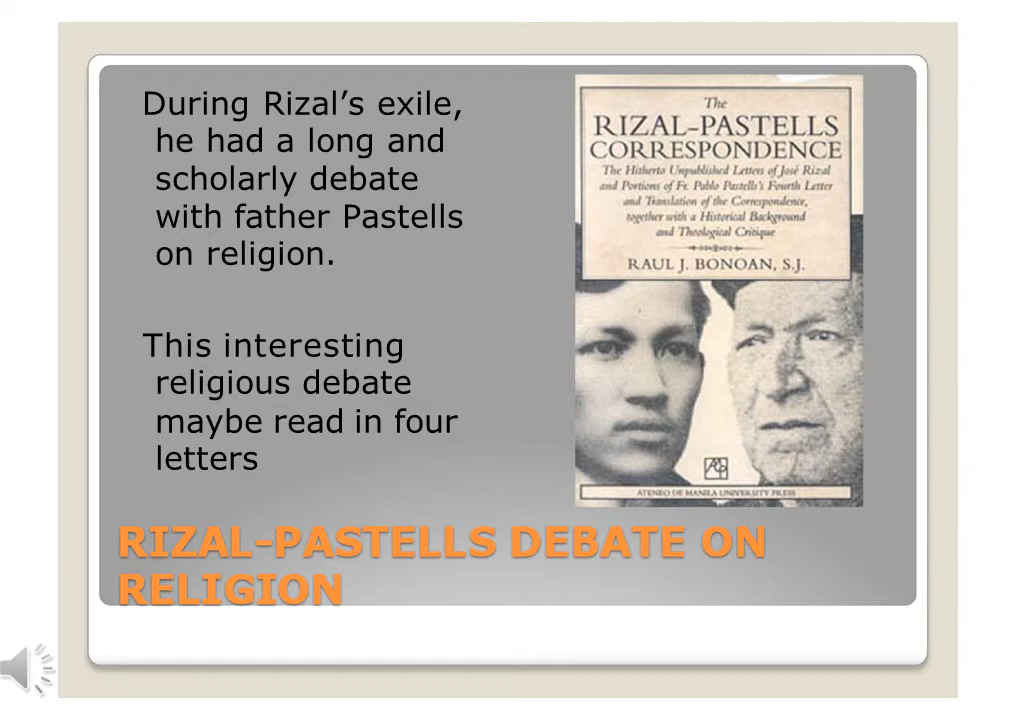 During Rizal’s exile,
he had a long and
scholarly debate
with father Pastells
on religion.
This interesting
religious debate
maybe read in four
letters
The
RIZAL-PASTELLS
CORRESPONDENCE
The Hitherto Unpublished Letters of José Rizal
and Portions of Fr. Pablo Pastells's Fourth Letter
and Translation of the Correspondence,
together with a Historical Background
and Theological Critique
RAUL J. BONOAN, S.J.
ATENEO DE MANILA UNIVERSITY PRESS
RIZAL-PASTELLS DEBATE ON
RELIGION